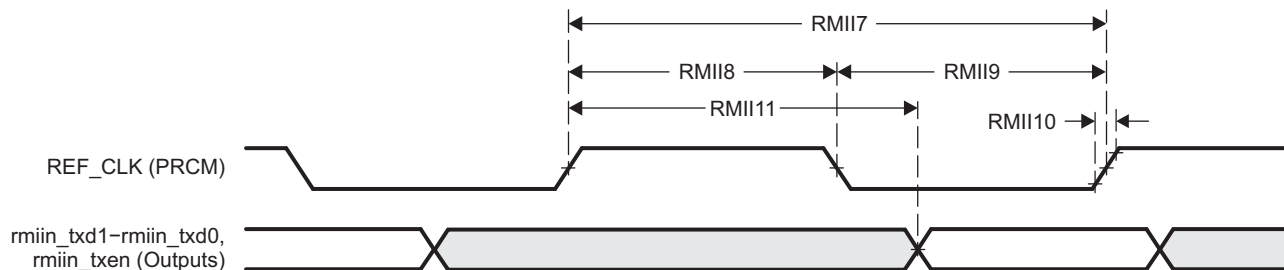 RMII7
RMII8
RMII9
RMII11
RMII10
REF_CLK (PRCM)
rmiin_txd1−rmiin_txd0,
rmiin_txen (Outputs)